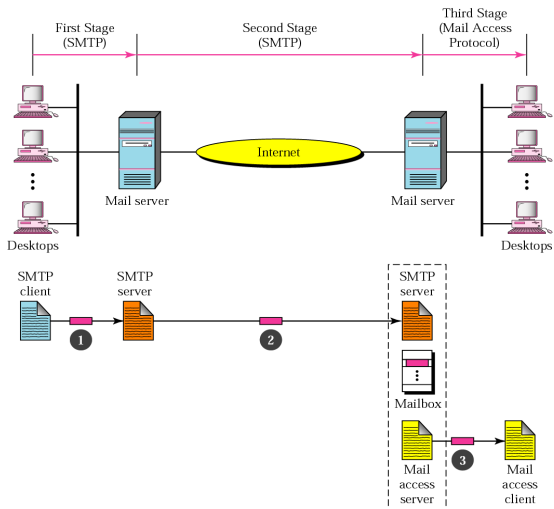 First Stage
(SMTP)
Second Stage
(SMTP)
Third Stage
(Mail Access
Protocol)
Internet
Mail server
Mail server
Desktops
Desktops
SMTP
client
SMTP
server
SMTP
server
1
2
Mailbox
3
Mail
access
server
Mail
access
client